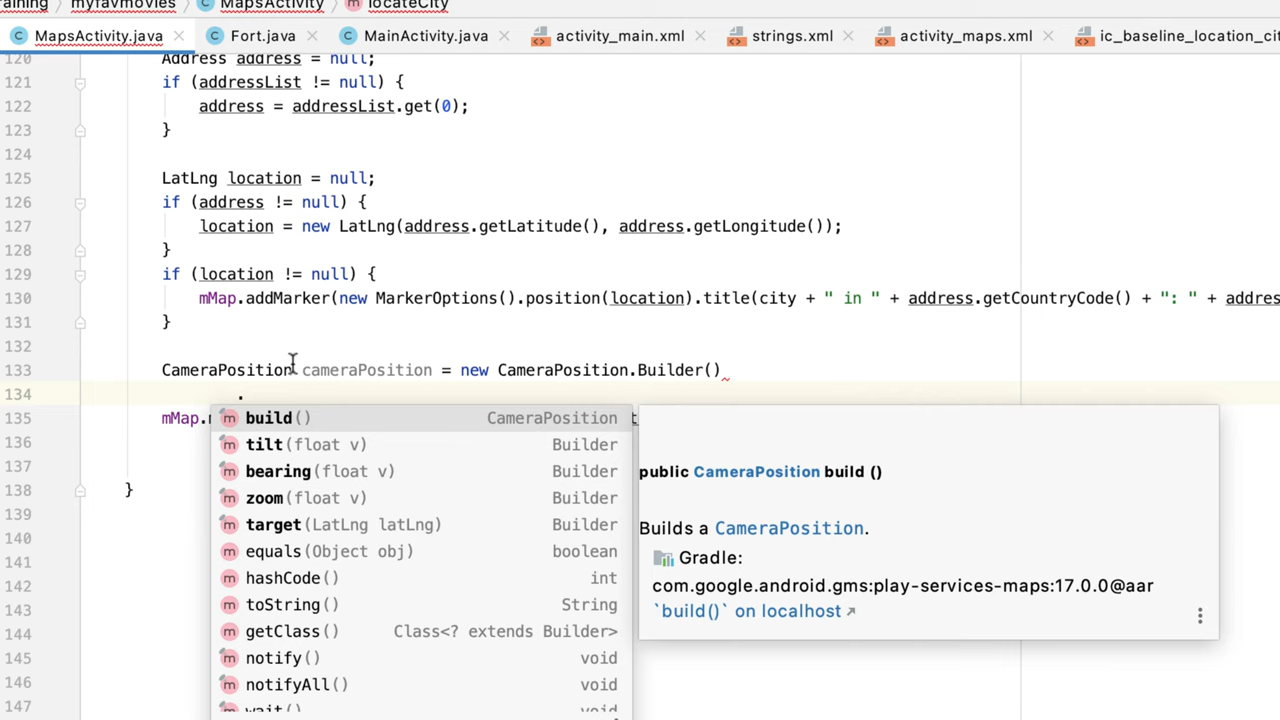 myfavmovies MapsActivity locateCity
MapsActivity.java Fort.java MainActivity.java activity_main.xml strings.xml activity_maps.xml
120 Address address = null;
121 if (addressList != null) {
122 address = addressList.get(0);
123 }
124
125 LatLng location = null;
126 if (address != null) {
127 location = new LatLng(address.getLatitude(), address.getLongitude());
128 }
129 if (location != null) {
130 mMap.addMarker(new MarkerOptions().position(location).title(city + " in " + address.getCountryCode() + ": " +
131 }
132
133 CameraPosition cameraPosition = new CameraPosition.Builder()
134 .
135 mMap.
136
137
138 }
139
140
141
142
143
144
145
146
147
build() CameraPosition
tilt(float v) Builder
bearing(float v) Builder
zoom(float v) Builder
target(LatLng latLng) Builder
equals(Object obj) boolean
hashCode() int
toString() String
getClass() Class<? extends Builder>
notify() void
notifyAll() void
wait() void
public CameraPosition build ()
Builds a CameraPosition.
Gradle:
com.google.android.gms:play-services-maps:17.0.0@aar
`build()` on localhost